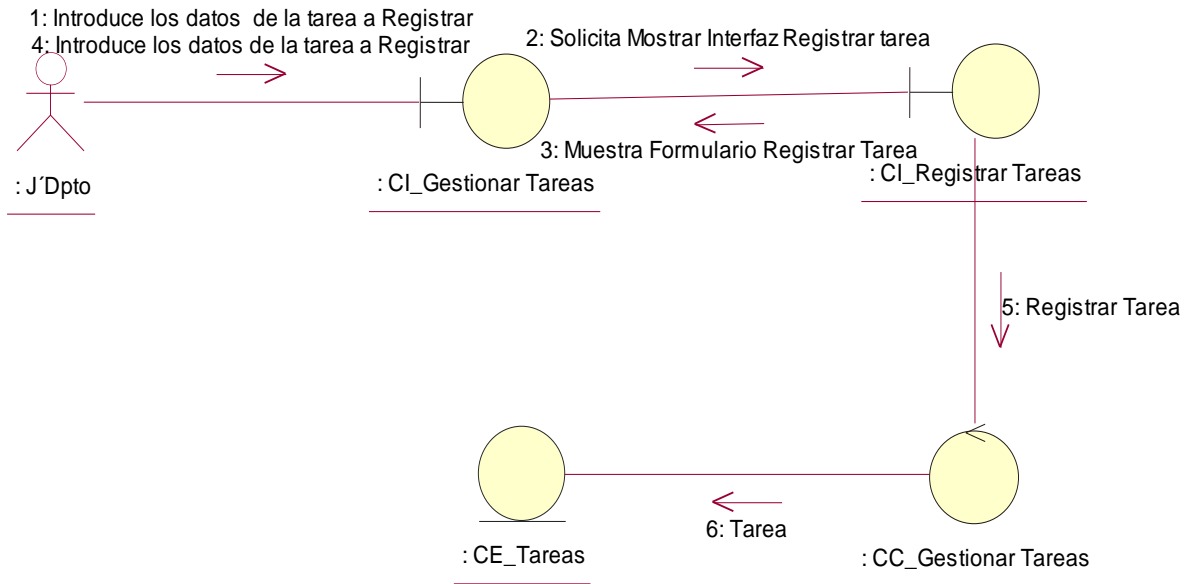 1: Introduce los datos de la tarea a Registrar
4: Introduce los datos de la tarea a Registrar
2: Solicita Mostrar Interfaz Registrar tarea
3: Muestra Formulario Registrar Tarea
: J´Dpto
: CI_Gestionar Tareas
: CI_Registrar Tareas
5: Registrar Tarea
6: Tarea
: CE_Tareas
: CC_Gestionar Tareas